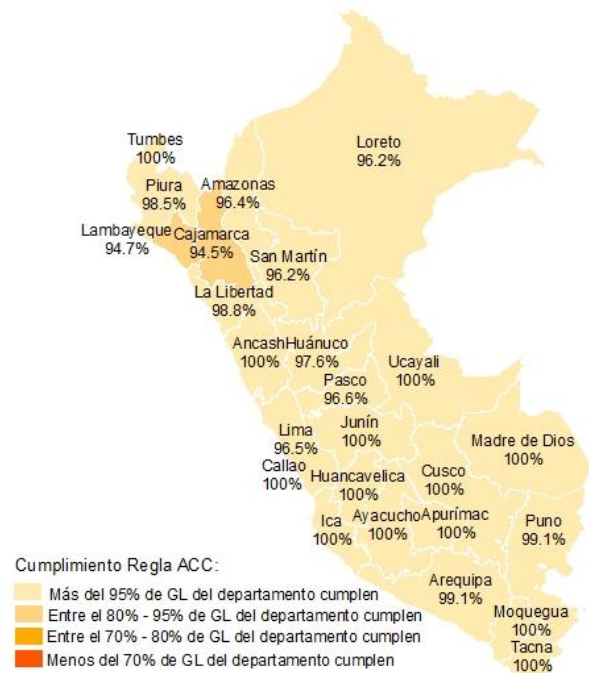 Tumbes
100%
Loreto
96.2%
Piura
98.5%
Amazonas
96.4%
Lambayeque
94.7%
Cajamarca
94.5%
San Martín
96.2%
La Libertad
98.8%
Ancash
100%
Huánuco
97.6%
Ucayali
100%
Pasco
96.6%
Lima
96.5%
Junín
100%
Madre de Dios
100%
Callao
100%
Huancavelica
100%
Cusco
100%
Ica
100%
Ayacucho
100%
Apurímac
100%
Puno
99.1%
Arequipa
99.1%
Moquegua
100%
Tacna
100%
Cumplimiento Regla ACC:
Más del 95% de GL del departamento cumplen
Entre el 80% - 95% de GL del departamento cumplen
Entre el 70% - 80% de GL del departamento cumplen
Menos del 70% de GL del departamento cumplen